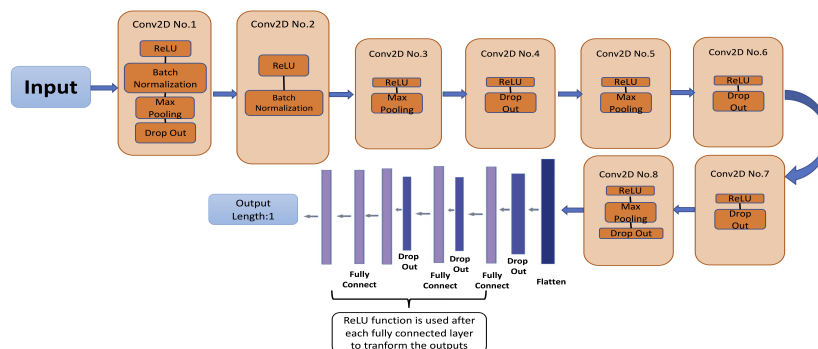 Conv2D No.1
ReLU
Batch
Normalization
Max
Pooling
Drop Out
Conv2D No.2
ReLU
Batch
Normalization
Conv2D No.3
ReLU
Max
Pooling
Conv2D No.4
ReLU
Drop
Out
Conv2D No.5
ReLU
Max
Pooling
Conv2D No.6
ReLU
Drop
Out
Input
Conv2D No.7
ReLU
Drop
Out
Conv2D No.8
ReLU
Max
Pooling
Drop Out
Flatten
Drop
Out
Fully
Connect
Drop
Out
Fully
Connect
Drop
Out
Fully
Connect
Output
Length:1
ReLU function is used after
each fully connected layer
to tranform the outputs